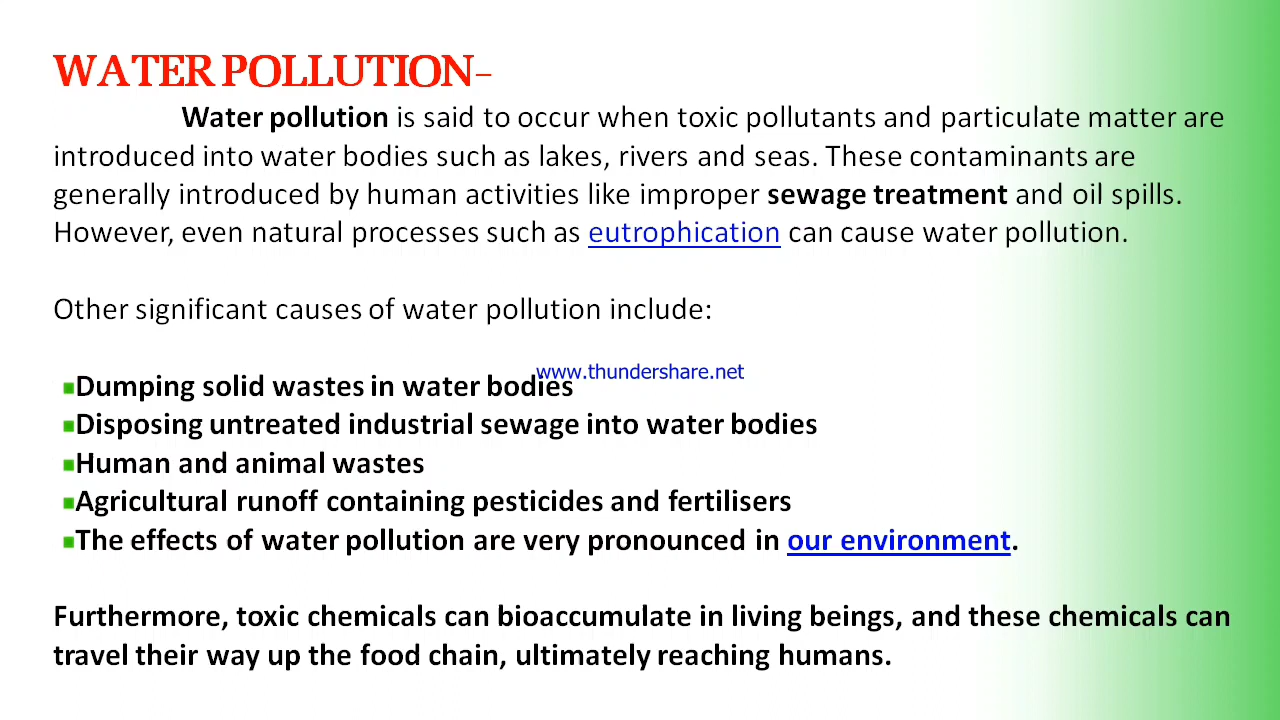 WATER POLLUTION–
Water pollution is said to occur when toxic pollutants and particulate matter are
introduced into water bodies such as lakes, rivers and seas. These contaminants are
generally introduced by human activities like improper sewage treatment and oil spills.
However, even natural processes such as eutrophication can cause water pollution.
Other significant causes of water pollution include:
www.thundershare.net
Dumping solid wastes in water bodies
Disposing untreated industrial sewage into water bodies
Human and animal wastes
Agricultural runoff containing pesticides and fertilisers
The effects of water pollution are very pronounced in our environment.
Furthermore, toxic chemicals can bioaccumulate in living beings, and these chemicals can
travel their way up the food chain, ultimately reaching humans.